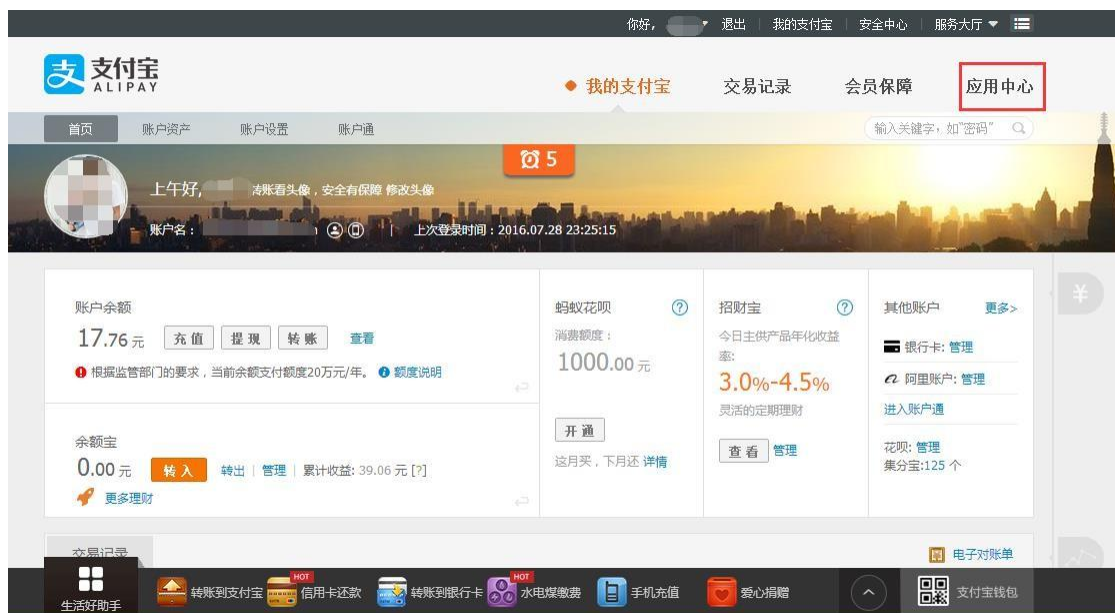 你好， 退出 我的支付宝 安全中心 服务大厅
支付宝
ALIPAY
我的支付宝 交易记录 会员保障 应用中心
首页 账户资产 账户设置 账户通 输入关键字，如"密码"
5
上午好, 冻账看头像，安全有保障 修改头像
账户名： 上次登录时间：2016.07.28 23:25:15
账户余额
17.76 元 充值 提现 转账 查看
根据监管部门的要求，当前余额支付额度20万元/年。 额度说明
余额宝
0.00 元 转入 转出 管理 累计收益: 39.06 元 [?]
更多理财
蚂蚁花呗 ?
消费额度：
1000.00 元
开通
这月买，下月还 详情
招财宝 ?
今日主供产品年化收益
率:
3.0%-4.5%
灵活的定期理财
查看 管理
其他账户 更多>
银行卡: 管理
阿里账户: 管理
进入账户通
花呗: 管理
集分宝:125 个
¥
交易记录 电子对账单
生活好助手
转账到支付宝
HOT
信用卡还款
转账到银行卡
HOT
水电煤缴费
手机充值
爱心捐赠
支付宝钱包